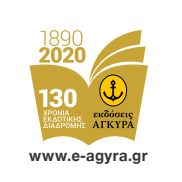 1890
2020
130
ΧΡΟΝΙΑ
ΕΚΔΟΤΙΚΗΣ
ΔΙΑΔΡΟΜΗΣ
εκδόσεις
ΑΓΚΥΡΑ
www.e-agyra.gr